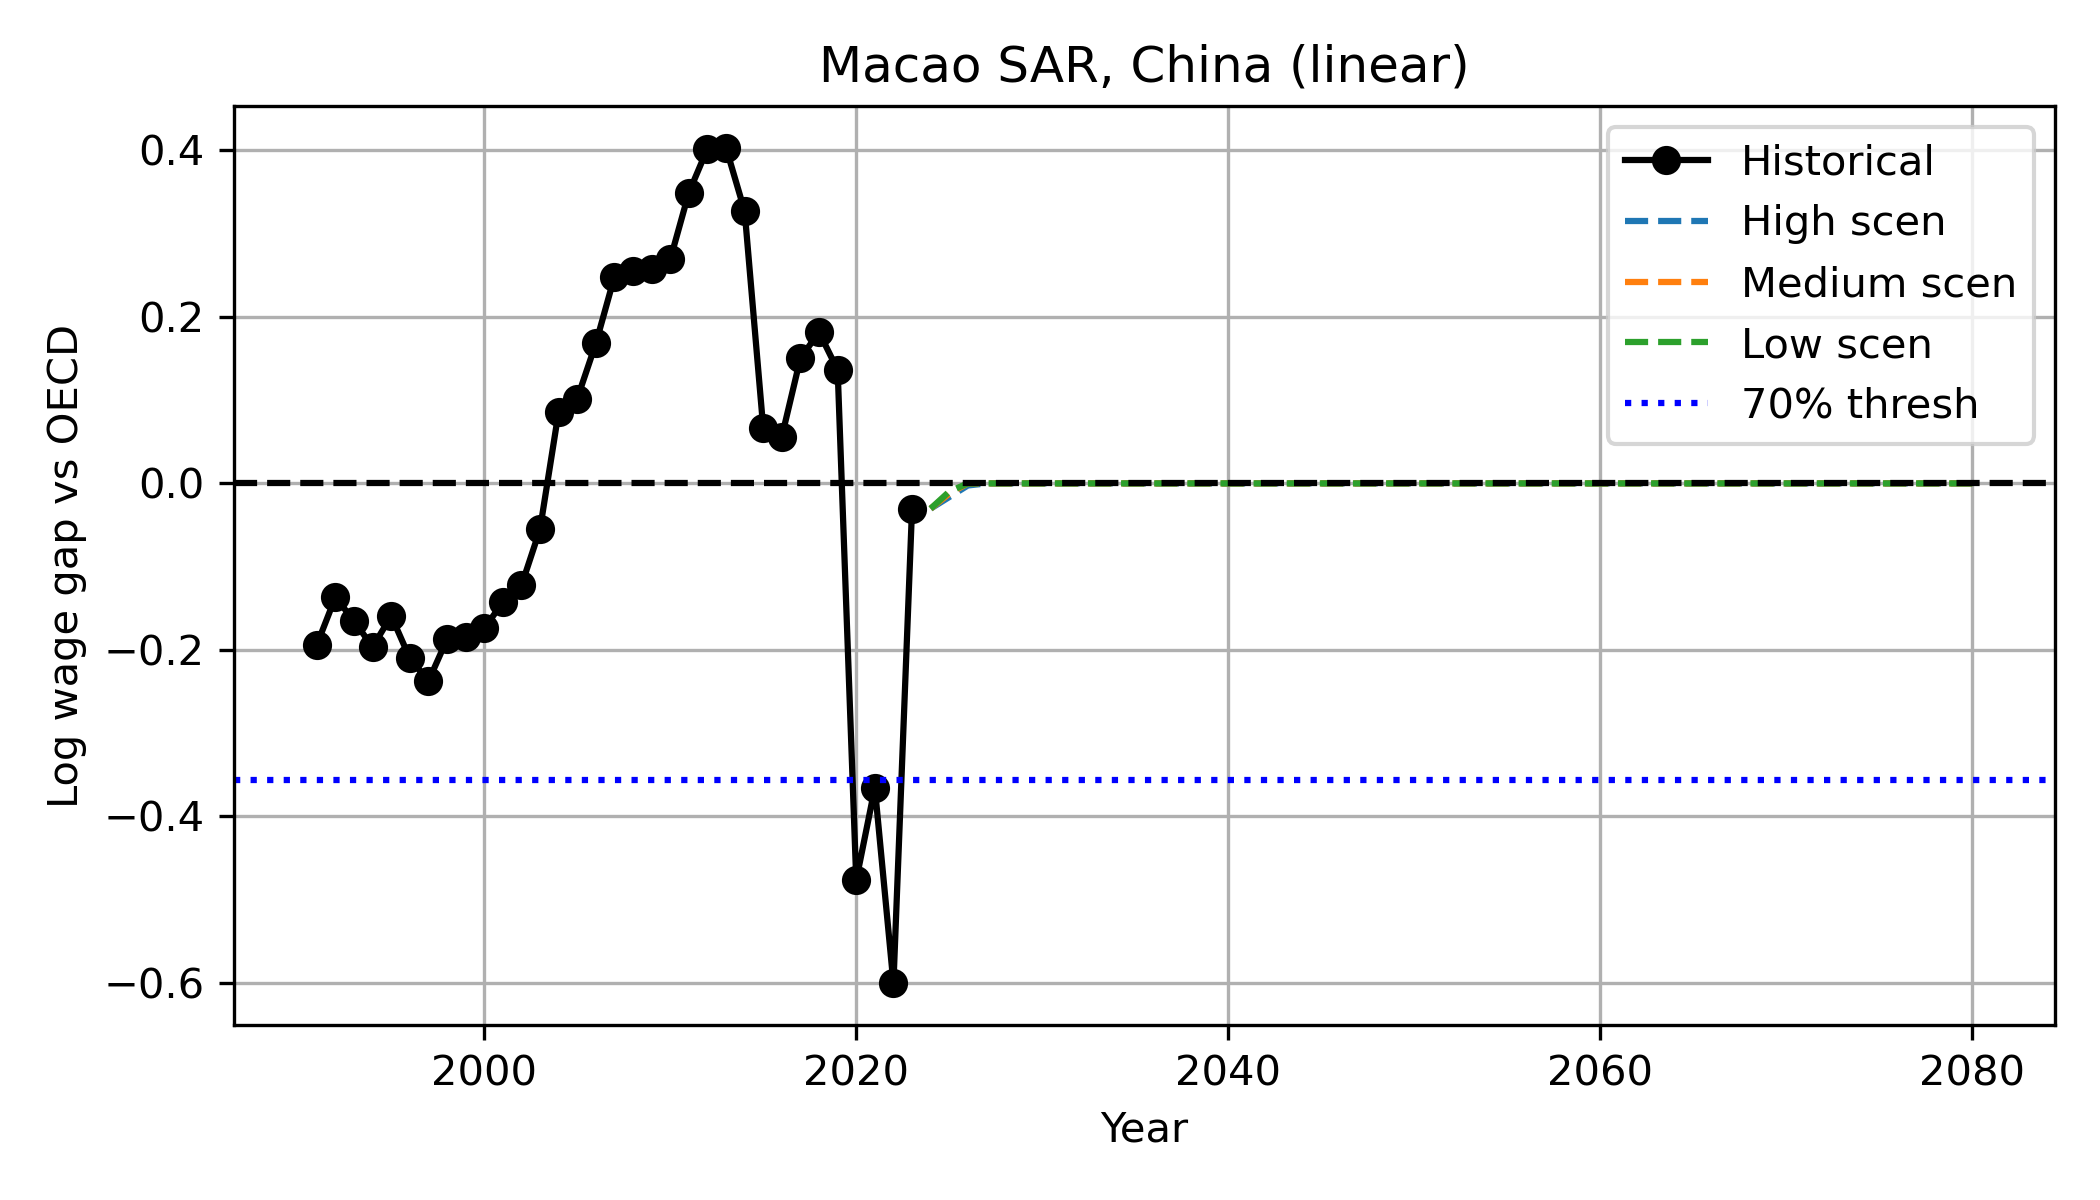 Macao SAR, China (linear)
Log wage gap vs OECD
0.4
0.2
0.0
−0.2
−0.4
−0.6
Historical
High scen
Medium scen
Low scen
70% thresh
2000
2020
2040
2060
2080
Year